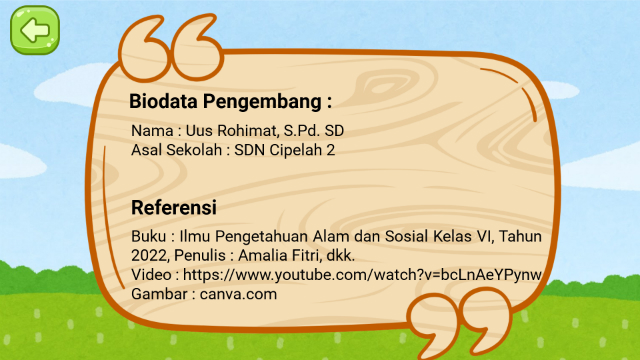 Biodata Pengembang :
Nama : Uus Rohimat, S.Pd. SD
Asal Sekolah : SDN Cipelah 2
Referensi
Buku : Ilmu Pengetahuan Alam dan Sosial Kelas VI, Tahun
2022, Penulis : Amalia Fitri, dkk.
Video : https://www.youtube.com/watch?v=bcLnAeYPynw
Gambar : canva.com